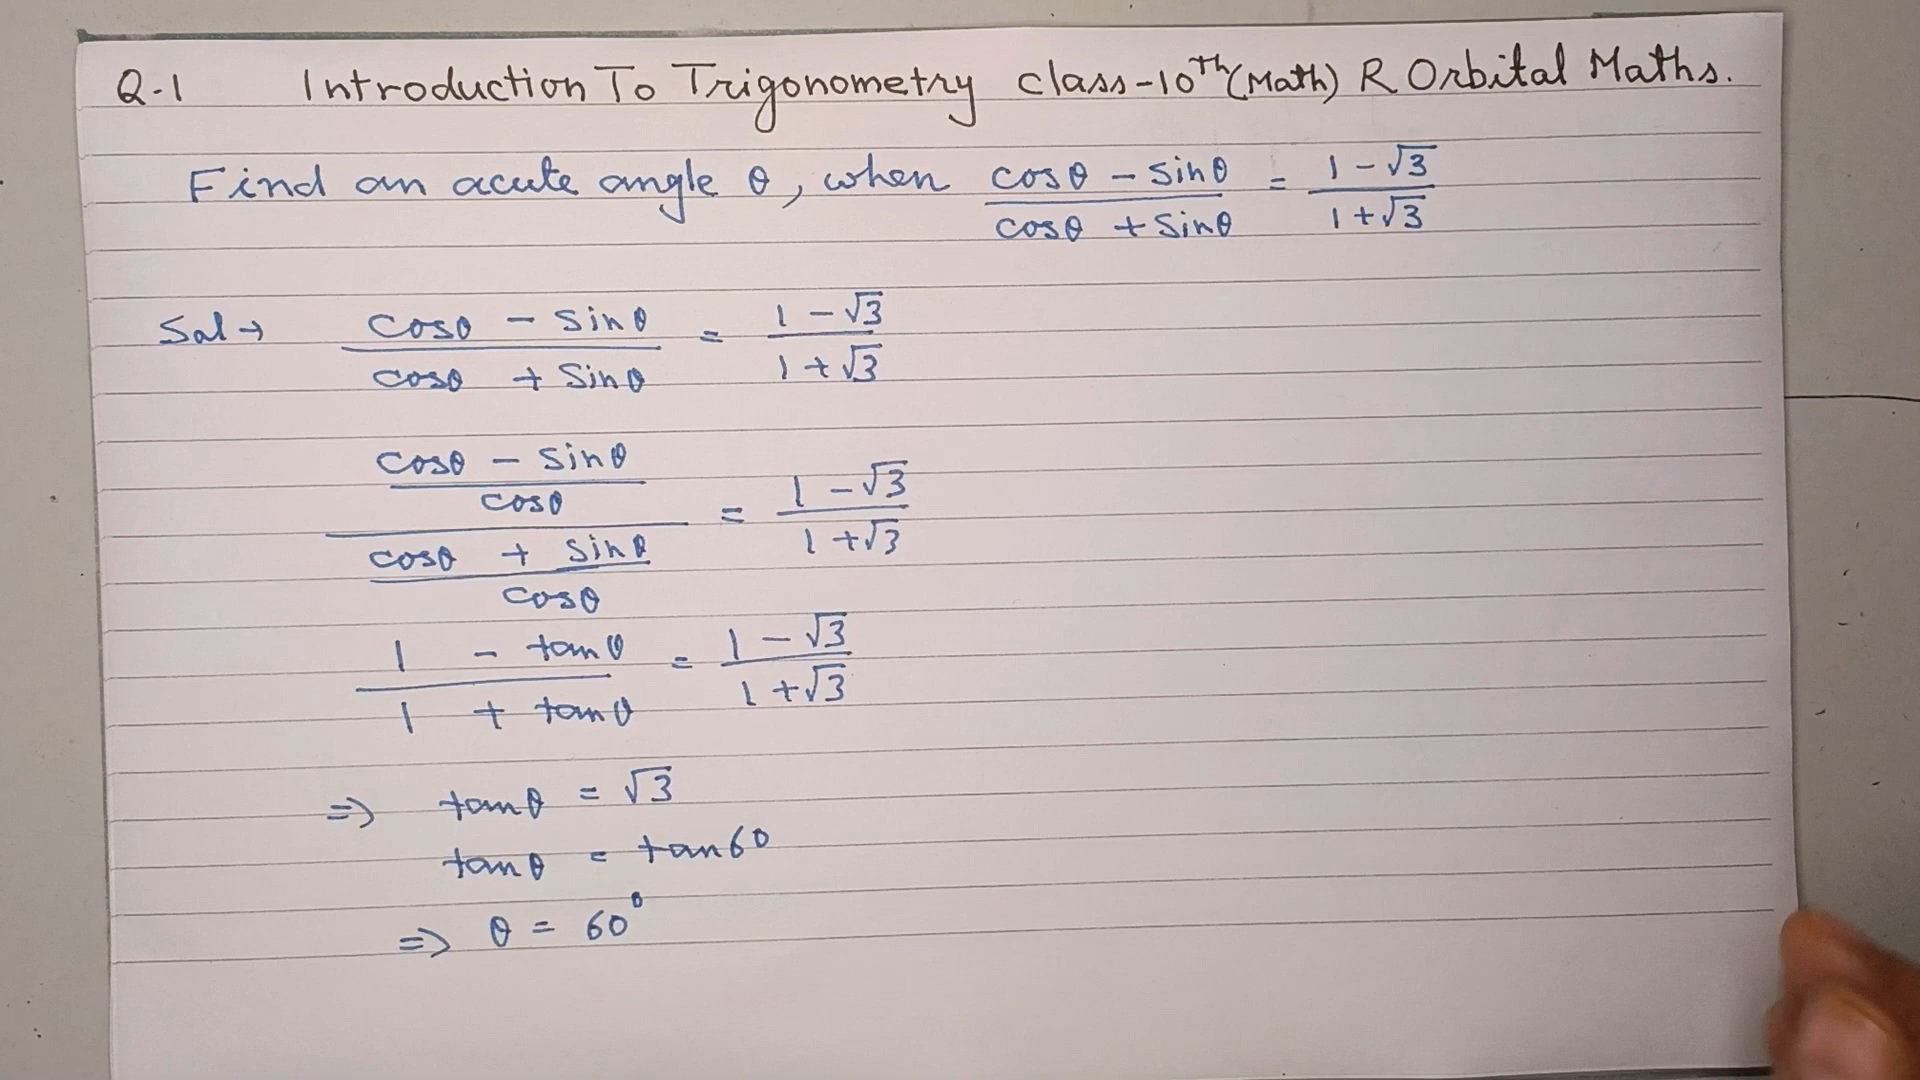 Q-1 Introduction To Trigonometry class-10th (Math) R Orbital Maths.
Find an acute angle θ, when cosθ - sinθ / cosθ + sinθ = 1 - √3 / 1 + √3
Sol → cosθ - sinθ / cosθ + sinθ = 1 - √3 / 1 + √3
cosθ - sinθ / cosθ / cosθ + sinθ / cosθ = 1 - √3 / 1 + √3
1 - tanθ / 1 + tanθ = 1 - √3 / 1 + √3
⇒ tanθ = √3
tanθ = tan60
⇒ θ = 60°